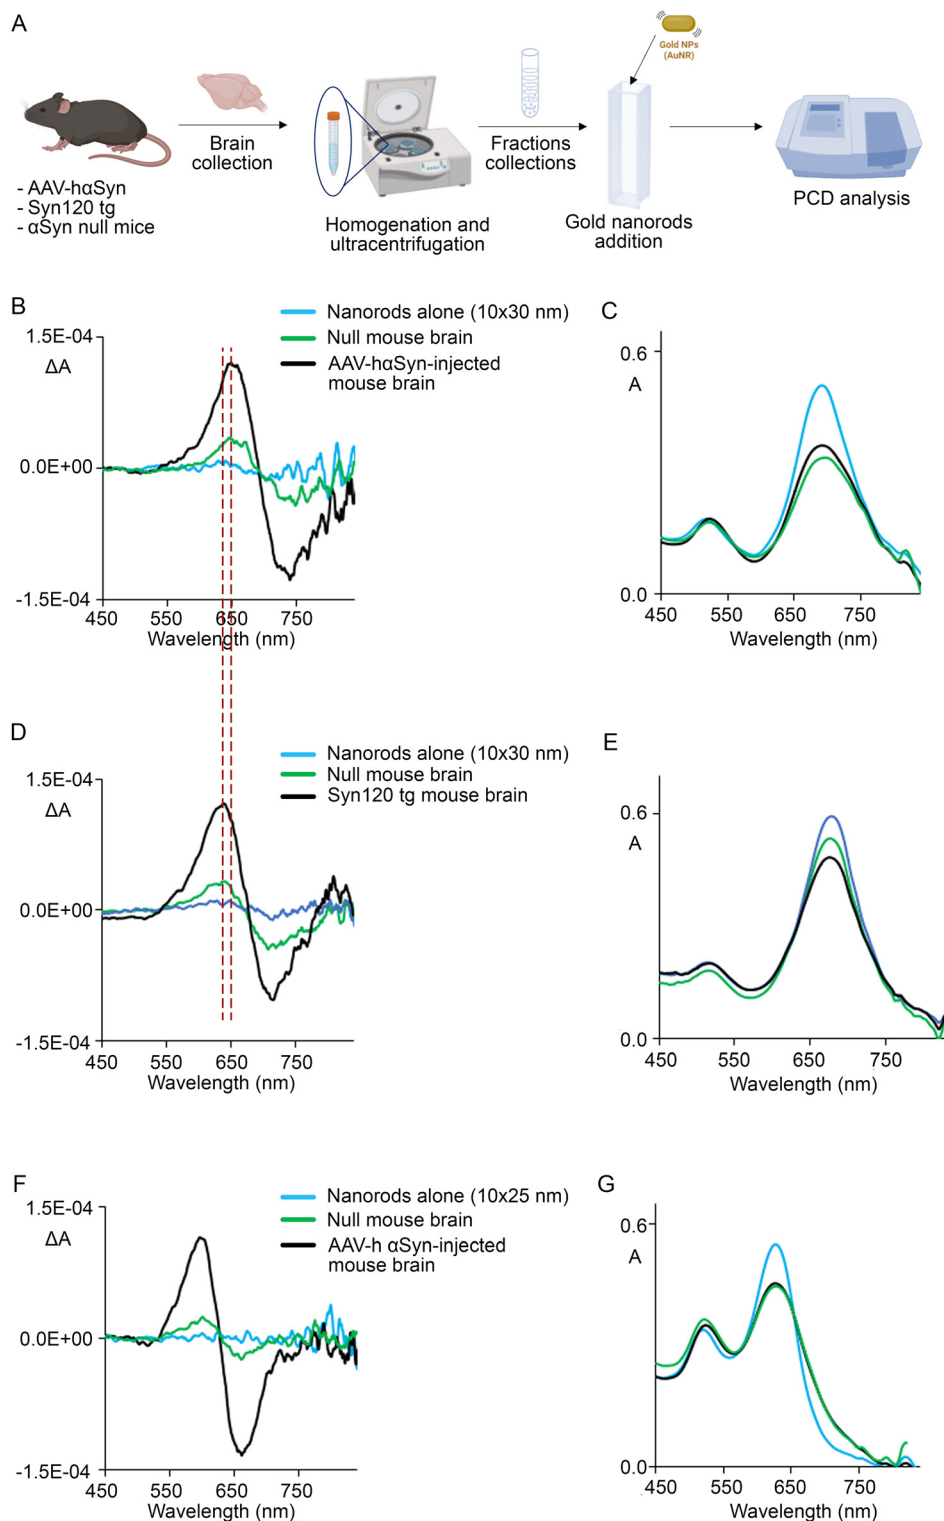 A
Gold NPs
(AuNR)
Brain
collection
Fractions
collections
- AAV-hαSyn
- Syn120 tg
- αSyn null mice
Homogenation and
ultracentrifugation
Gold nanorods
addition
PCD analysis
B
Nanorods alone (10x30 nm)
Null mouse brain
AAV-hαSyn-injected
mouse brain
1.5E-04
ΔA
0.0E+00
-1.5E-04
450
550
650
750
Wavelength (nm)
C
0.6
A
0.0
450
550
650
750
Wavelength (nm)
D
Nanorods alone (10x30 nm)
Null mouse brain
Syn120 tg mouse brain
1.5E-04
ΔA
0.0E+00
-1.5E-04
450
550
650
750
Wavelength (nm)
E
0.6
A
0.0
450
550
650
750
Wavelength (nm)
F
Nanorods alone (10x25 nm)
Null mouse brain
AAV-h αSyn-injected
mouse brain
1.5E-04
ΔA
0.0E+00
-1.5E-04
450
550
650
750
Wavelength (nm)
G
0.6
A
0.0
450
550
650
750
Wavelength (nm)